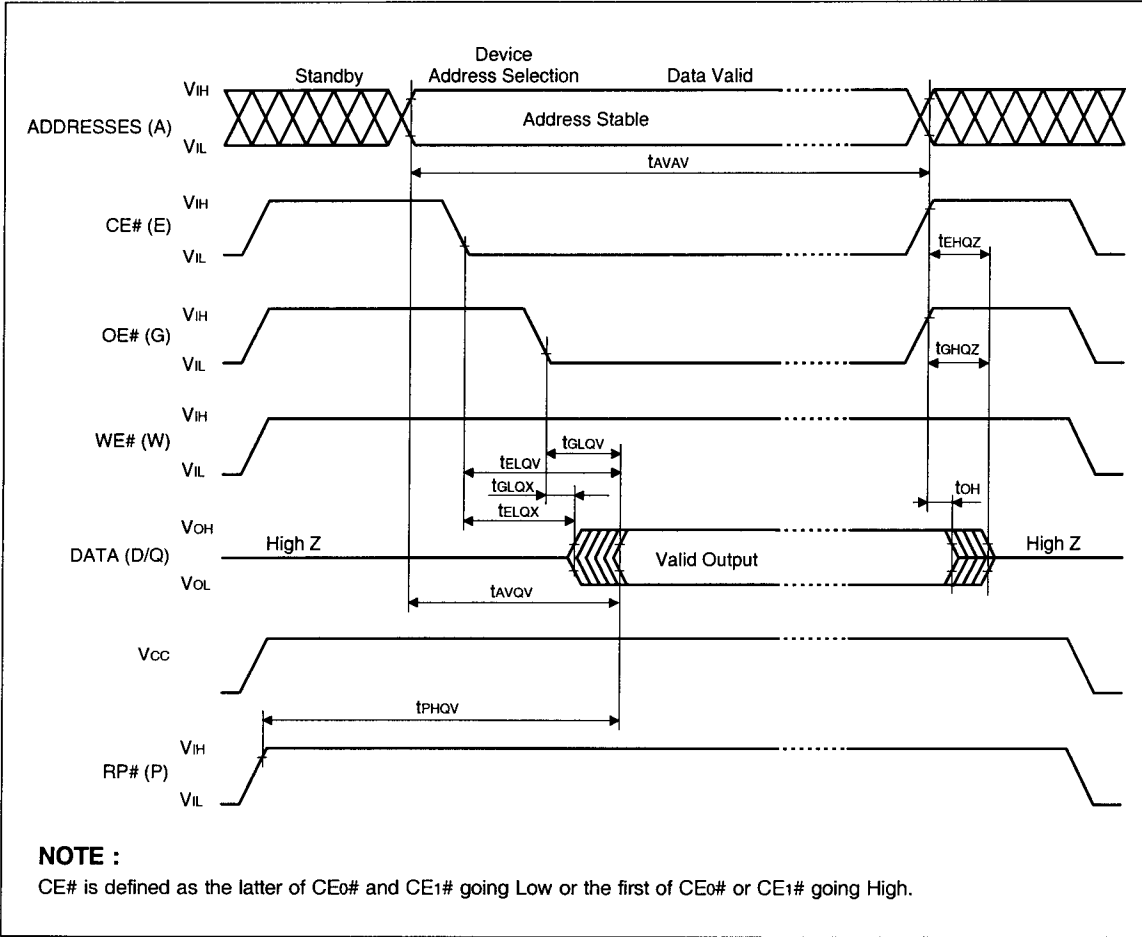 Device
Standby Address Selection Data Valid
VIH
ADDRESSES (A) Address Stable
VIL
tAVAV
VIH
CE# (E)
tEHQZ
VIL
VIH
OE# (G)
tGHQZ
VIL
VIH
WE# (W)
tGLQV
VIL
tELQV
tGLQX
tOH
tELQX
VOH
High Z High Z
DATA (D/Q) Valid Output
VOL
tAVQV
VCC
tPHQV
VIH
RP# (P)
VIL
NOTE :
CE# is defined as the latter of CE0# and CE1# going Low or the first of CE0# or CE1# going High.